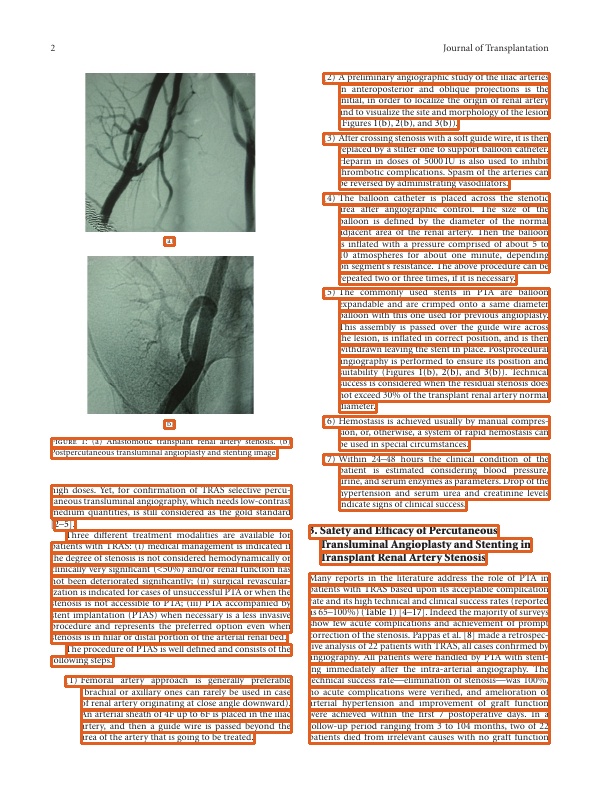 2
Journal of Transplantation
(a)
(b)
Figure 1: (a) Anastomotic transplant renal artery stenosis. (b)
Postpercutaneous transluminal angioplasty and stenting image
high doses. Yet, for confirmation of TRAS selective percu-
taneous transluminal angiography, which needs low-contrast
medium quantities, is still considered as the gold standard
[2–5].
Three different treatment modalities are available for
patients with TRAS: (i) medical management is indicated if
the degree of stenosis is not considered hemodynamically or
clinically very significant (<50%) and/or renal function has
not been deteriorated significantly; (ii) surgical revascular-
ization is indicated for cases of unsuccessful PTA or when the
stenosis is not accessible to PTA; (iii) PTA accompanied by
stent implantation (PTAS) when necessary is a less invasive
procedure and represents the preferred option even when
stenosis is in hilar or distal portion of the arterial renal bed.
The procedure of PTAS is well defined and consists of the
following steps.
(1) Femoral artery approach is generally preferable
(brachial or axillary ones can rarely be used in case
of renal artery originating at close angle downward).
An arterial sheath of 4F up to 6F is placed in the iliac
artery, and then a guide wire is passed beyond the
area of the artery that is going to be treated.
(2) A preliminary angiographic study of the iliac arteries
in anteroposterior and oblique projections is the
initial, in order to localize the origin of renal artery
and to visualize the site and morphology of the lesion
(Figures 1(b), 2(b), and 3(b)).
(3) After crossing stenosis with a soft guide wire, it is then
replaced by a stiffer one to support balloon catheter.
Heparin in doses of 5000 IU is also used to inhibit
thrombotic complications. Spasm of the arteries can
be reversed by administrating vasodilators.
(4) The balloon catheter is placed across the stenotic
area after angiographic control. The size of the
balloon is defined by the diameter of the normal
adjacent area of the renal artery. Then the balloon
is inflated with a pressure comprised of about 5 to
10 atmospheres for about one minute, depending
on segment's resistance. The above procedure can be
repeated two or three times, if it is necessary.
(5) The commonly used stents in PTA are balloon
expandable and are crimped onto a same diameter
balloon with this one used for previous angioplasty.
This assembly is passed over the guide wire across
the lesion, is inflated in correct position, and is then
withdrawn leaving the stent in place. Postprocedural
angiography is performed to ensure its position and
suitability (Figures 1(b), 2(b), and 3(b)). Technical
success is considered when the residual stenosis does
not exceed 30% of the transplant renal artery normal
diameter.
(6) Hemostasis is achieved usually by manual compres-
sion, or, otherwise, a system of rapid hemostasis can
be used in special circumstances.
(7) Within 24–48 hours the clinical condition of the
patient is estimated considering blood pressure,
urine, and serum enzymes as parameters. Drop of the
hypertension and serum urea and creatinine levels
indicate signs of clinical success.
3. Safety and Efficacy of Percutaneous
Transluminal Angioplasty and Stenting in
Transplant Renal Artery Stenosis
Many reports in the literature address the role of PTA in
patients with TRAS based upon its acceptable complication
rate and its high technical and clinical success rates (reported
as 65–100%) (Table 1) [4–17]. Indeed the majority of surveys
show few acute complications and achievement of prompt
correction of the stenosis. Pappas et al. [8] made a retrospec-
tive analysis of 22 patients with TRAS, all cases confirmed by
angiography. All patients were handled by PTA with stent-
ing immediately after the intra-arterial angiography. The
technical success rate—elimination of stenosis—was 100%,
no acute complications were verified, and amelioration of
arterial hypertension and improvement of graft function
were achieved within the first 7 postoperative days. In a
follow-up period ranging from 3 to 104 months, two of 22
patients died from irrelevant causes with no graft function